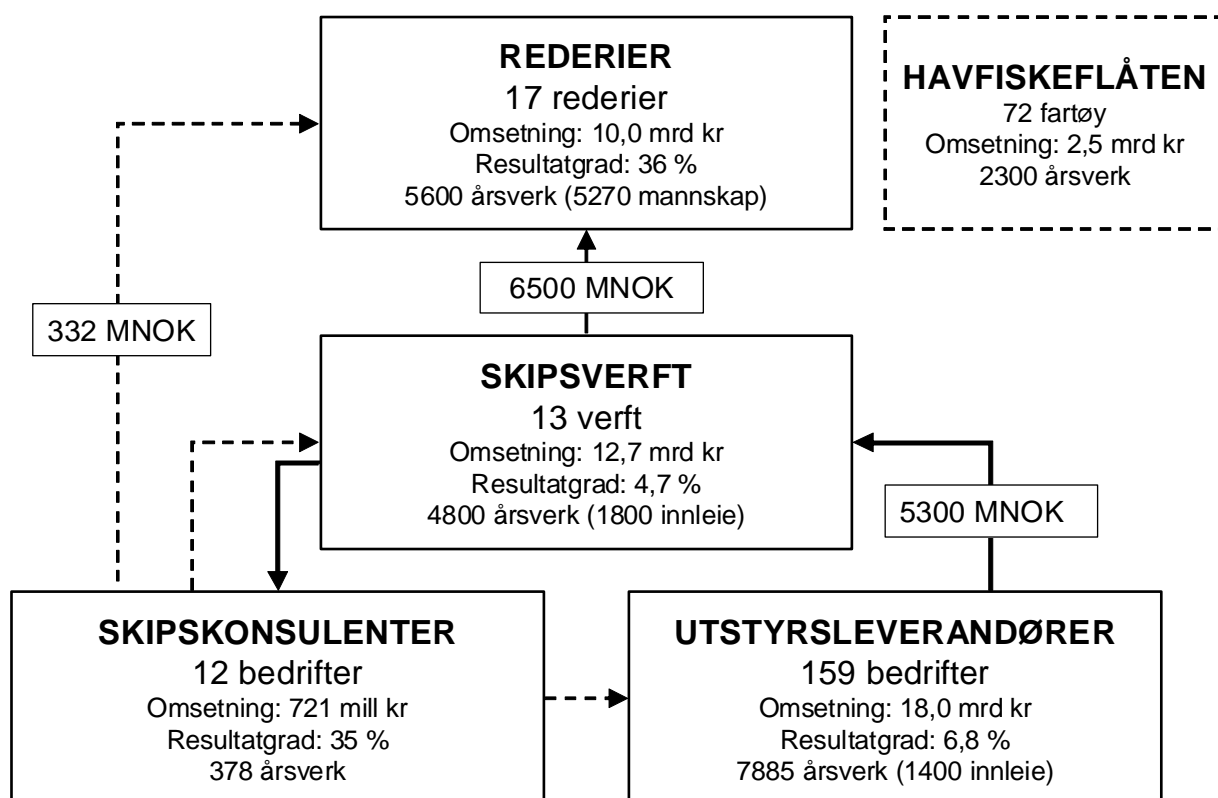 REDERIER
17 rederier
Omsetning: 10,0 mrd kr
Resultatgrad: 36 %
5600 årsverk (5270 mannskap)
HAVFISKEFLÅTEN
72 fartøy
Omsetning: 2,5 mrd kr
2300 årsverk
6500 MNOK
332 MNOK
SKIPSVERFT
13 verft
Omsetning: 12,7 mrd kr
Resultatgrad: 4,7 %
4800 årsverk (1800 innleie)
5300 MNOK
SKIPSKONSULENTER
12 bedrifter
Omsetning: 721 mill kr
Resultatgrad: 35 %
378 årsverk
UTSTYRSLEVERANDØRER
159 bedrifter
Omsetning: 18,0 mrd kr
Resultatgrad: 6,8 %
7885 årsverk (1400 innleie)